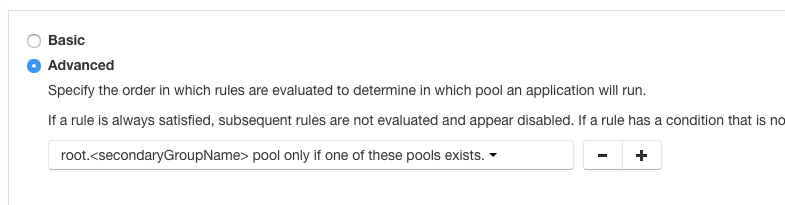 Basic
Advanced
Specify the order in which rules are evaluated to determine in which pool an application will run.
If a rule is always satisfied, subsequent rules are not evaluated and appear disabled. If a rule has a condition that is no
root.<secondaryGroupName> pool only if one of these pools exists.
- +